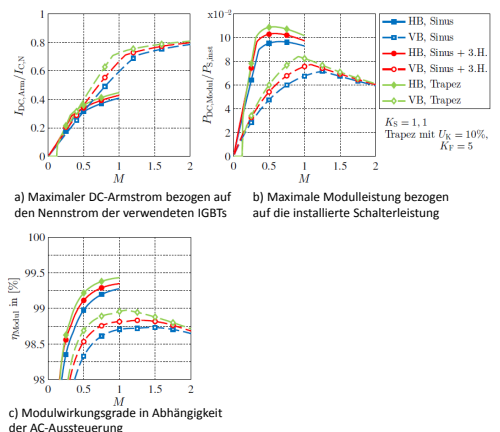 1
0.8
0.6
0.4
0.2
0
0 0.5 1 1.5 2
M
I_DC,Arm/I_C,N
x10⁻²
10
8
6
4
2
0
0 0.5 1 1.5 2
M
P_DC,Modul/P_S,inst
HB, Sinus
VB, Sinus
HB, Sinus + 3.H.
VB, Sinus + 3.H.
HB, Trapez
VB, Trapez
K_S = 1, 1
Trapez mit U_K = 10%,
K_F = 5
a) Maximaler DC-Armstrom bezogen auf
den Nennstrom der verwendeten IGBTs
b) Maximale Modulleistung bezogen
auf die installierte Schalterleistung
100
99.5
99
98.5
98
0 0.5 1 1.5 2
M
η_Modul in [%]
c) Modulwirkungsgrade in Abhängigkeit
der AC-Aussteuerung